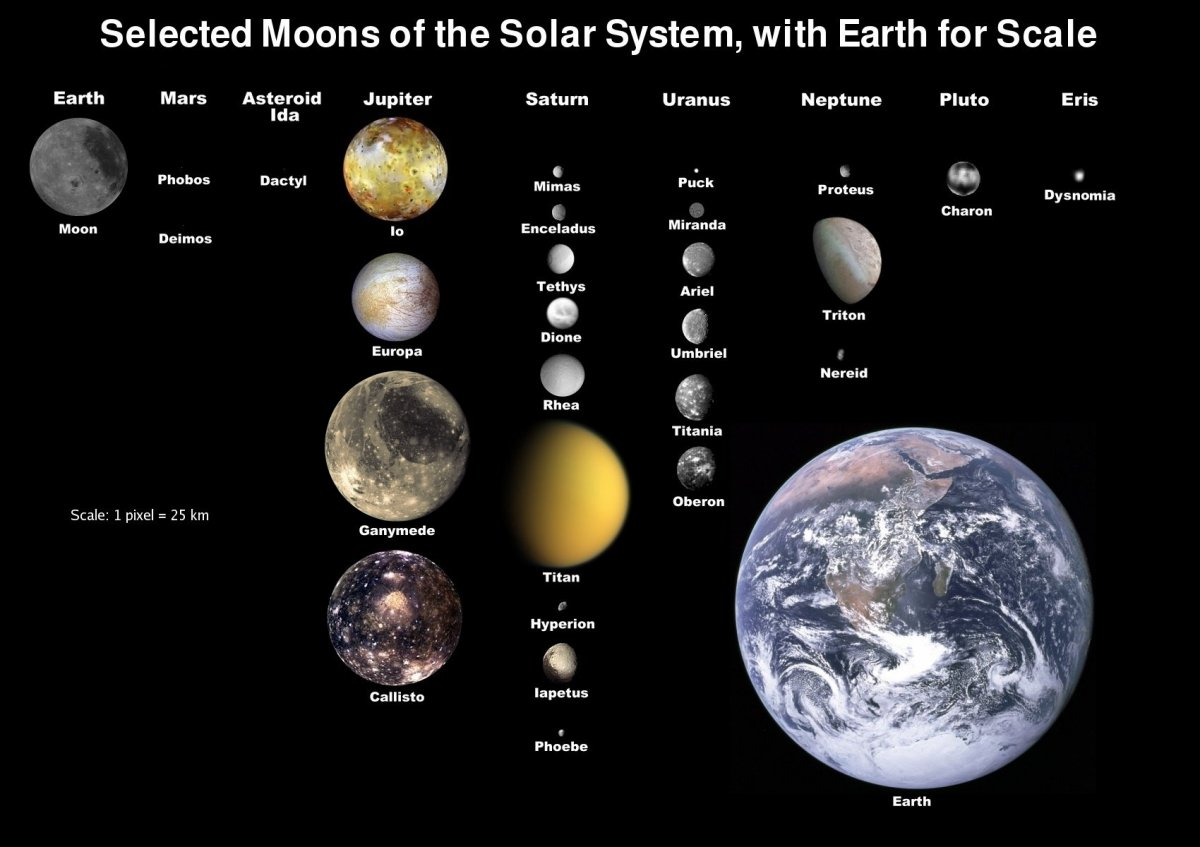 Selected Moons of the Solar System, with Earth for Scale
Earth
Mars
Asteroid
Ida
Jupiter
Saturn
Uranus
Neptune
Pluto
Eris
Moon
Phobos
Deimos
Dactyl
Io
Europa
Ganymede
Callisto
Mimas
Enceladus
Tethys
Dione
Rhea
Titan
Hyperion
Iapetus
Phoebe
Puck
Miranda
Ariel
Umbriel
Titania
Oberon
Proteus
Triton
Nereid
Charon
Dysnomia
Scale: 1 pixel = 25 km
Earth